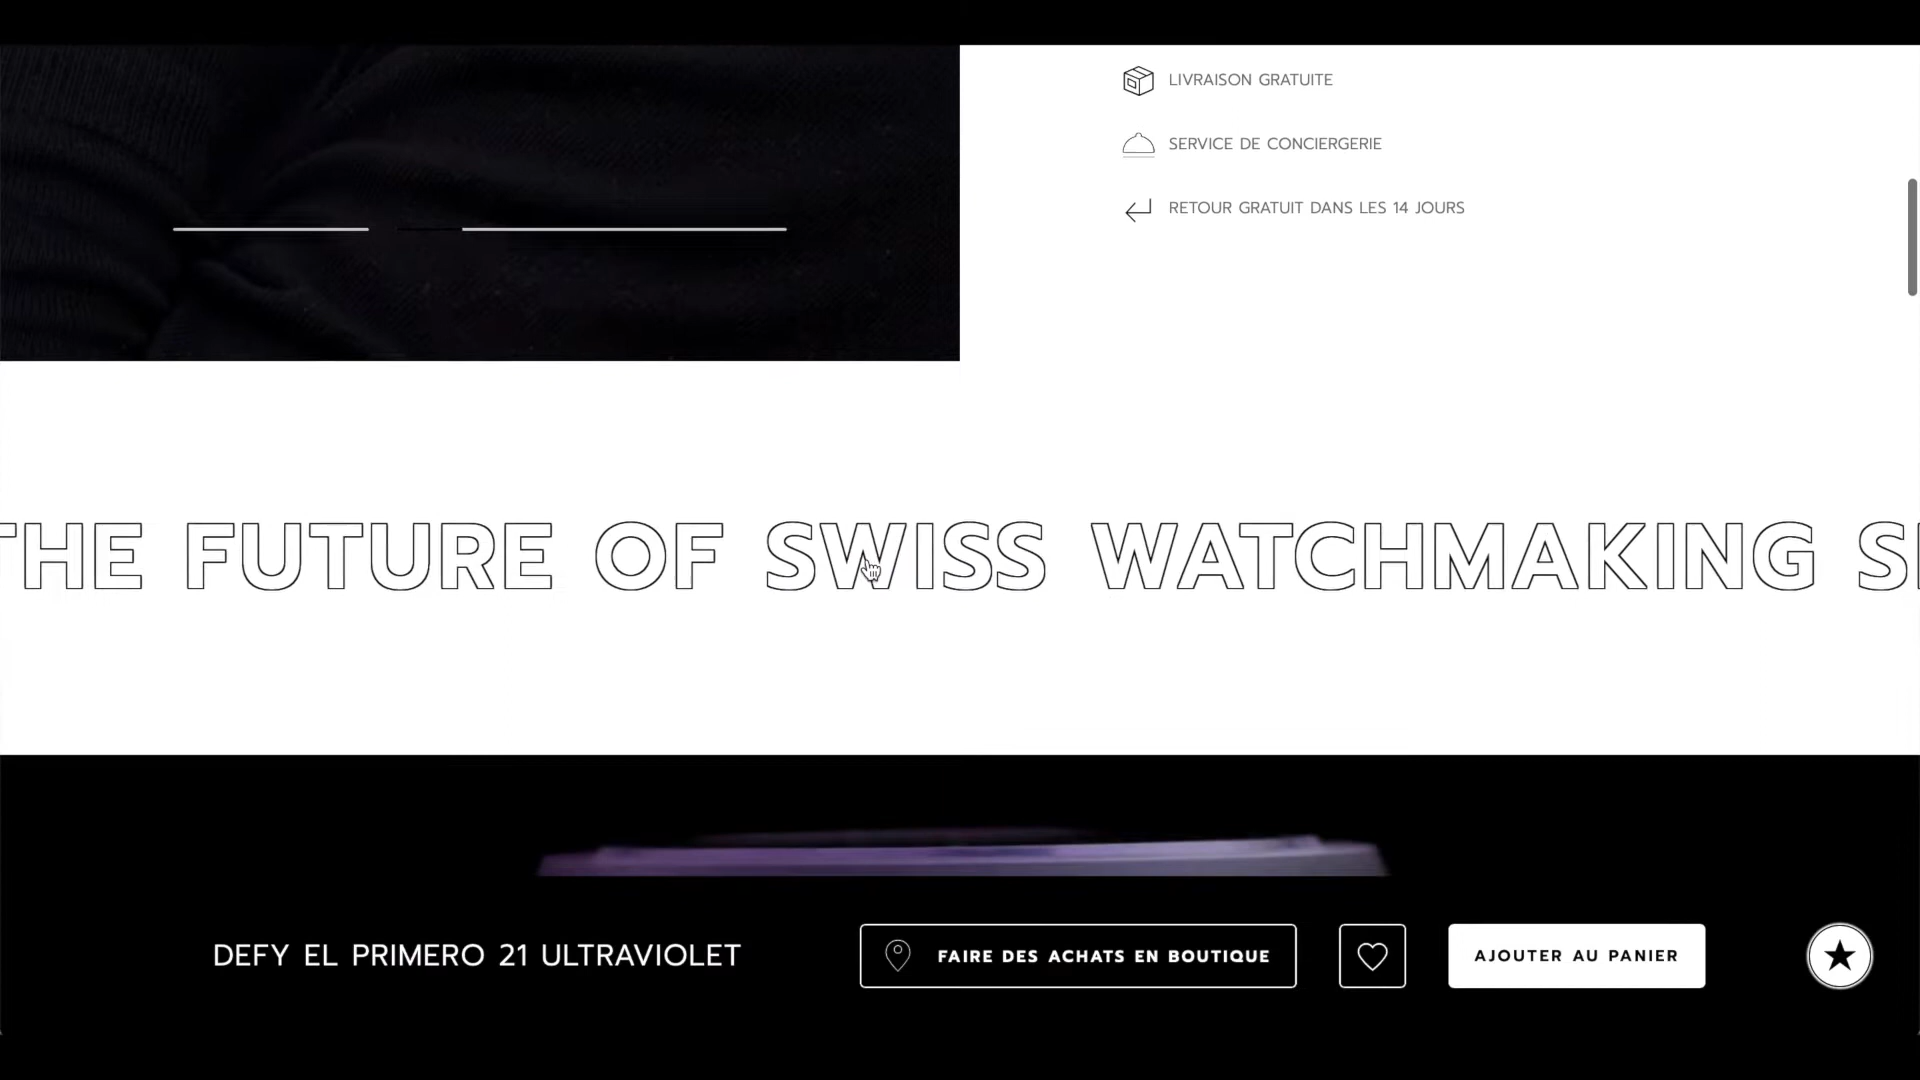 LIVRAISON GRATUITE
SERVICE DE CONCIERGERIE
RETOUR GRATUIT DANS LES 14 JOURS
THE FUTURE OF SWISS WATCHMAKING
DEFY EL PRIMERO 21 ULTRAVIOLET
FAIRE DES ACHATS EN BOUTIQUE
AJOUTER AU PANIER